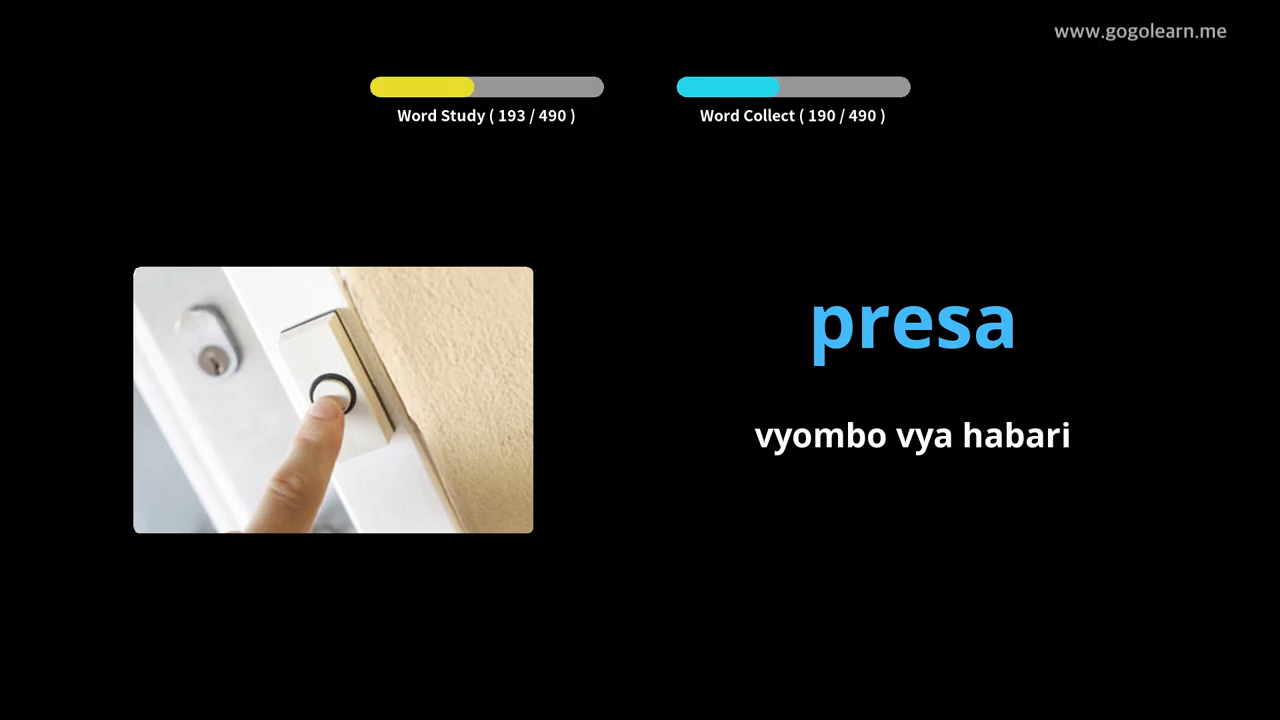 www.gogolearn.me
Word Study ( 193 / 490 )
Word Collect ( 190 / 490 )
presa
vyombo vya habari